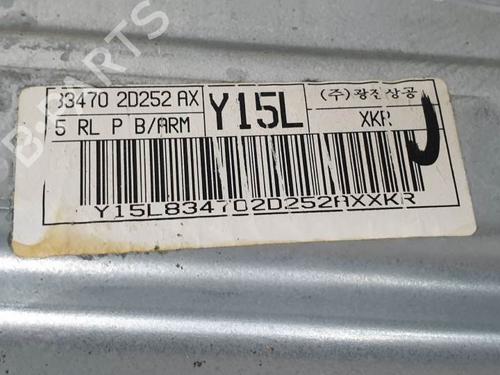 83470 2D252 AX
5 RL P B/ARM
Y15L
(주)광진상공
XKR
Y15L834702D252AXXKR
B-PARTS